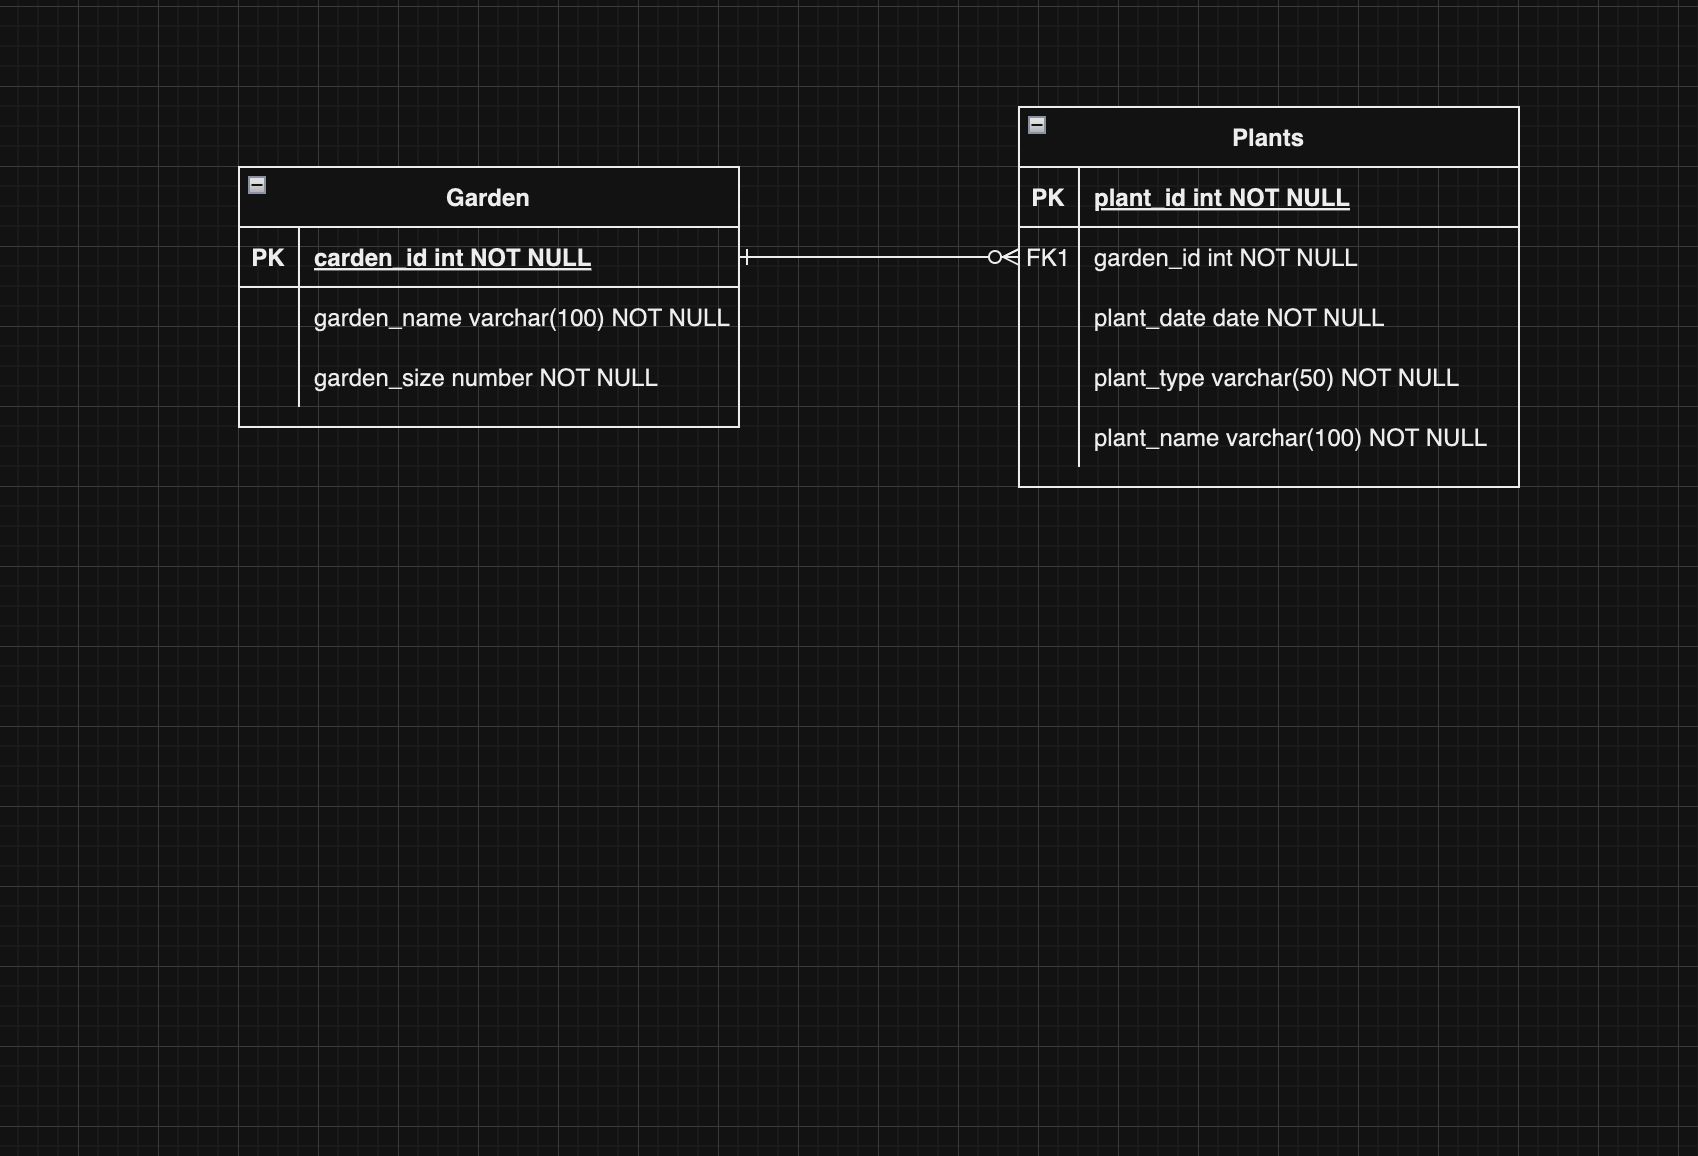 Garden
PK carden_id int NOT NULL
garden_name varchar(100) NOT NULL
garden_size number NOT NULL
Plants
PK plant_id int NOT NULL
FK1 garden_id int NOT NULL
plant_date date NOT NULL
plant_type varchar(50) NOT NULL
plant_name varchar(100) NOT NULL